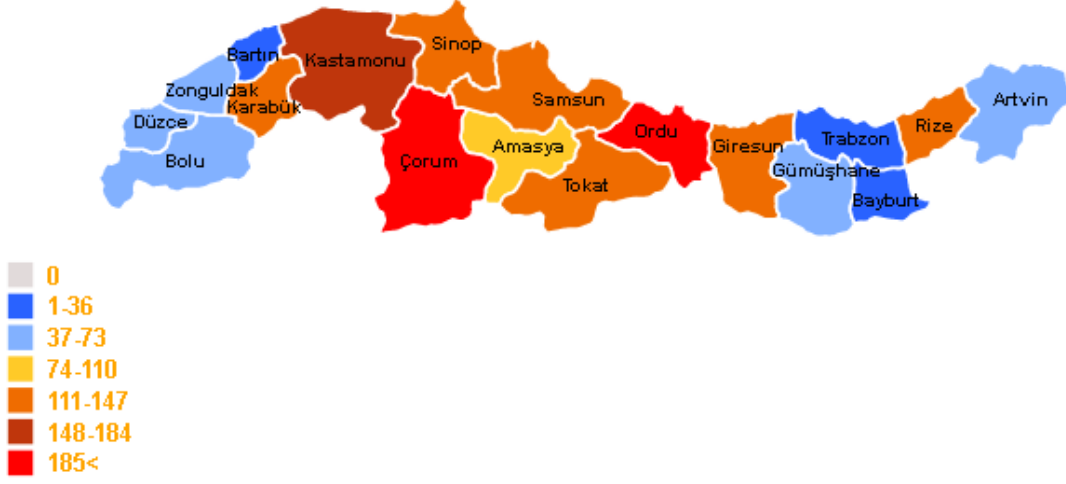 Sinop
Bartın
Kastamonu
Zonguldak
Karabük
Samsun
Artvin
Düzce
Ordu
Rize
Trabzon
Amasya
Giresun
Bolu
Çorum
Gümüşhane
Tokat
Bayburt
0
1-36
37-73
74-110
111-147
148-184
185<